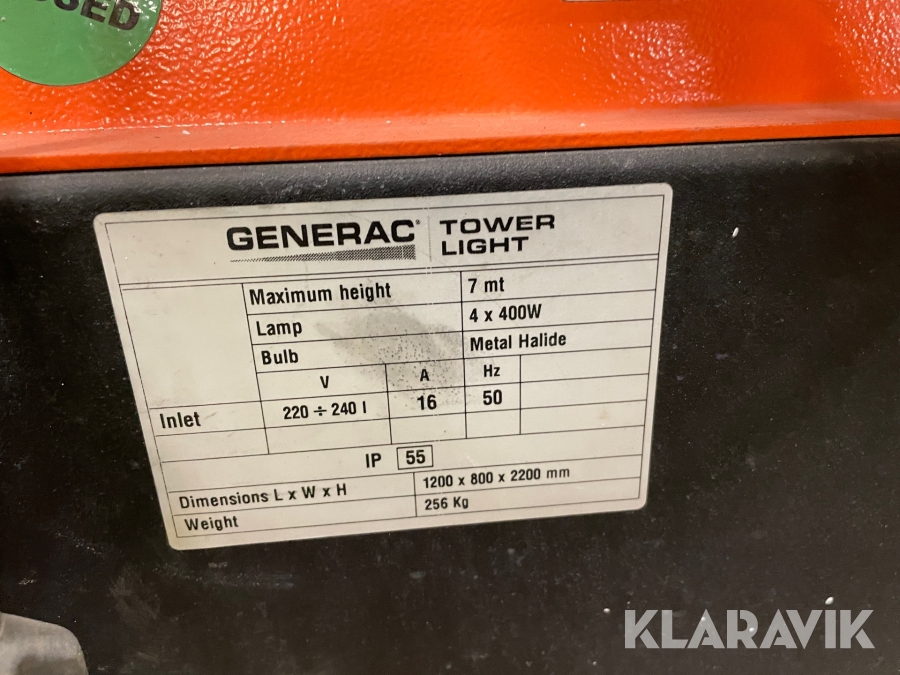 GENERAC® TOWER LIGHT
Maximum height 7 mt
Lamp 4 x 400W
Bulb Metal Halide
V A Hz
Inlet 220 ÷ 240 I 16 50
IP 55
Dimensions L x W x H 1200 x 800 x 2200 mm
Weight 256 Kg
KLARAVIK